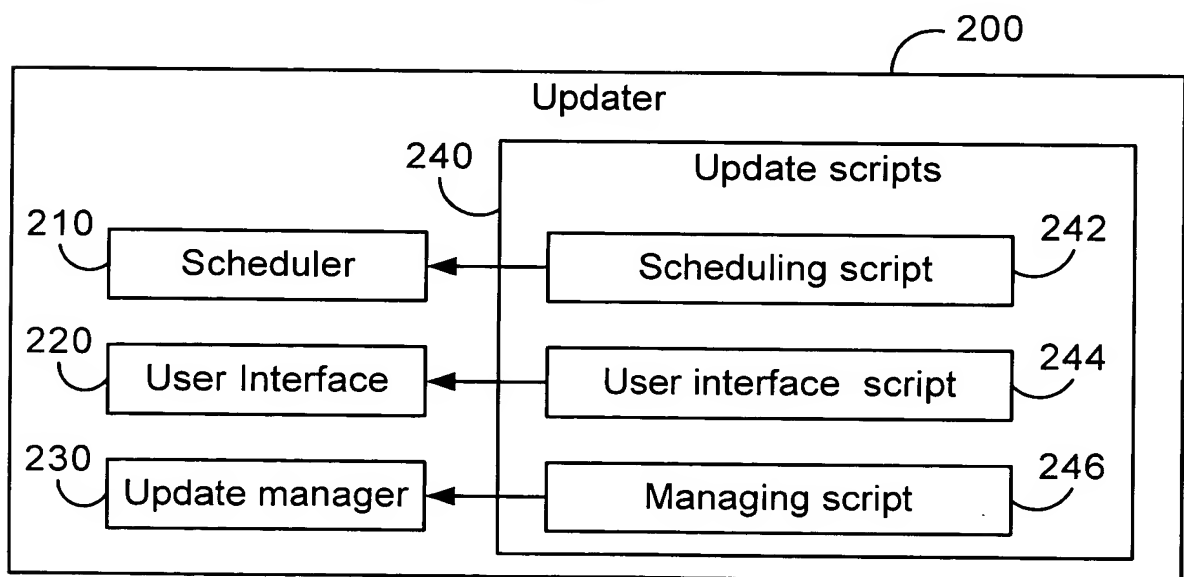 200
Updater
240
Update scripts
210
Scheduler
Scheduling script
242
220
User Interface
User interface script
244
230
Update manager
Managing script
246